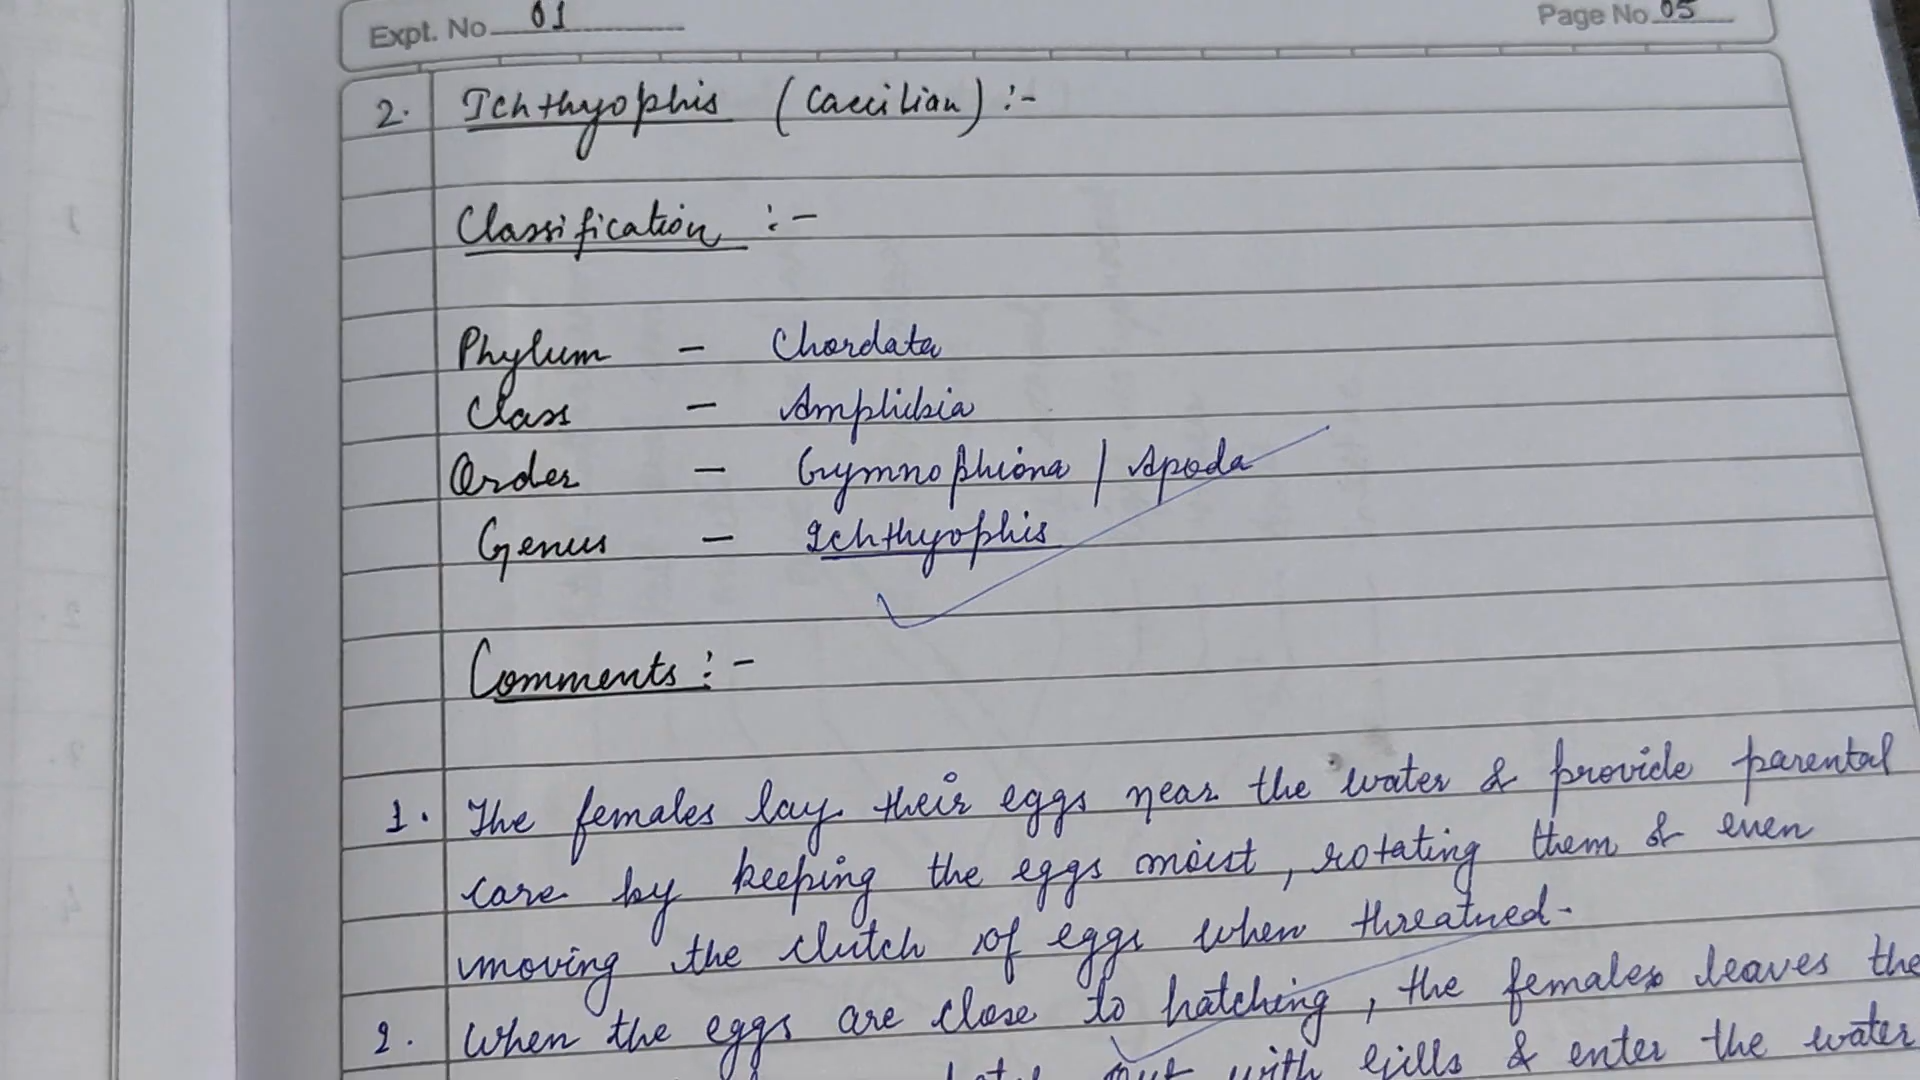 Expt. No 01
Page No 05
2. Ichthyophis (Caecilian) :-
Classification :-
Phylum - Chordata
Class - Amphibia
Order - Gymnophiona / Apoda
Genus - Ichthyophis
Comments :-
1. The females lay their eggs near the water & provide parental
care by keeping the eggs moist, rotating them & even
moving the clutch of eggs when threatned.
2. When the eggs are close to hatching, the females leaves the
out with gills & enter the water